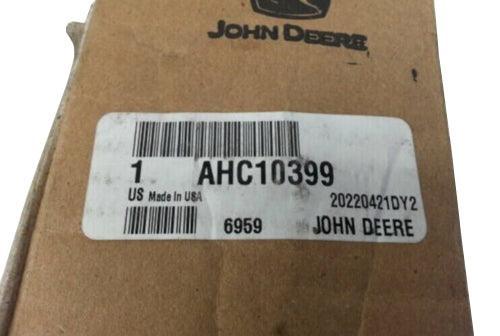 JOHN DEERE
1 AHC10399
US Made In USA 20220421DY2
6959 JOHN DEERE